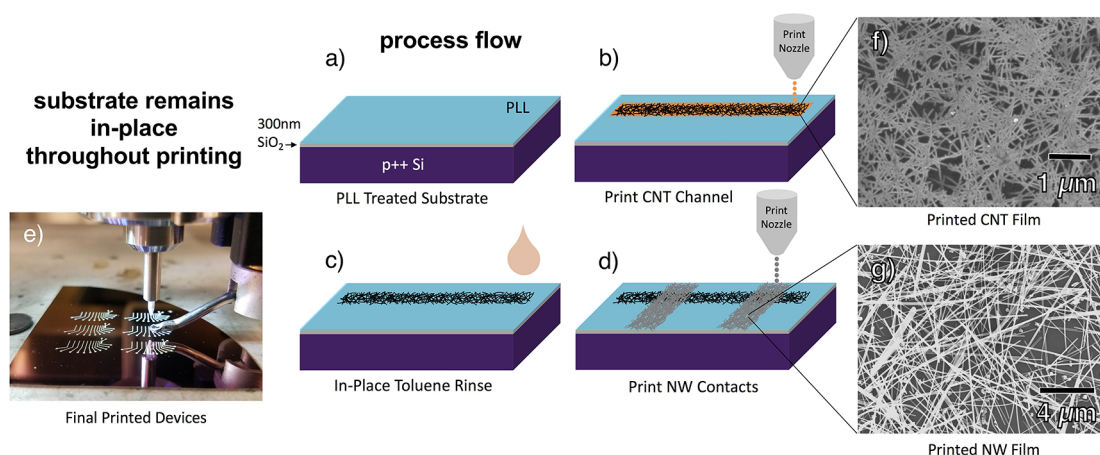 process flow
substrate remains
in-place
throughout printing
a)
PLL
300nm
SiO₂
p++ Si
PLL Treated Substrate
b)
Print
Nozzle
Print CNT Channel
f)
1 μm
Printed CNT Film
e)
Final Printed Devices
c)
In-Place Toluene Rinse
d)
Print
Nozzle
Print NW Contacts
g)
4 μm
Printed NW Film